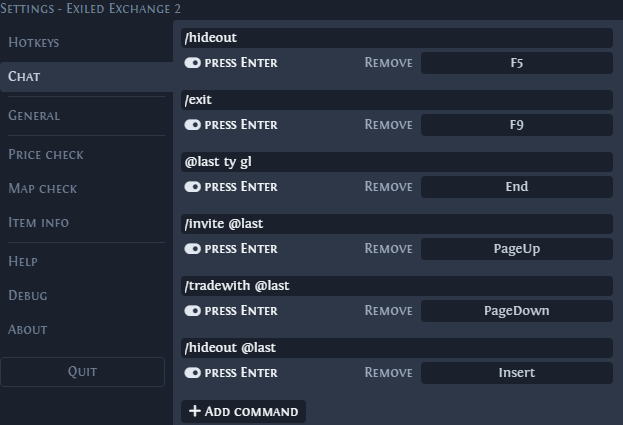 Settings - Exiled Exchange 2
Hotkeys
Chat
General
Price check
Map check
Item info
Help
Debug
About
Quit
/hideout
press Enter Remove F5
/exit
press Enter Remove F9
@last ty gl
press Enter Remove End
/invite @last
press Enter Remove PageUp
/tradewith @last
press Enter Remove PageDown
/hideout @last
press Enter Remove Insert
+ Add command